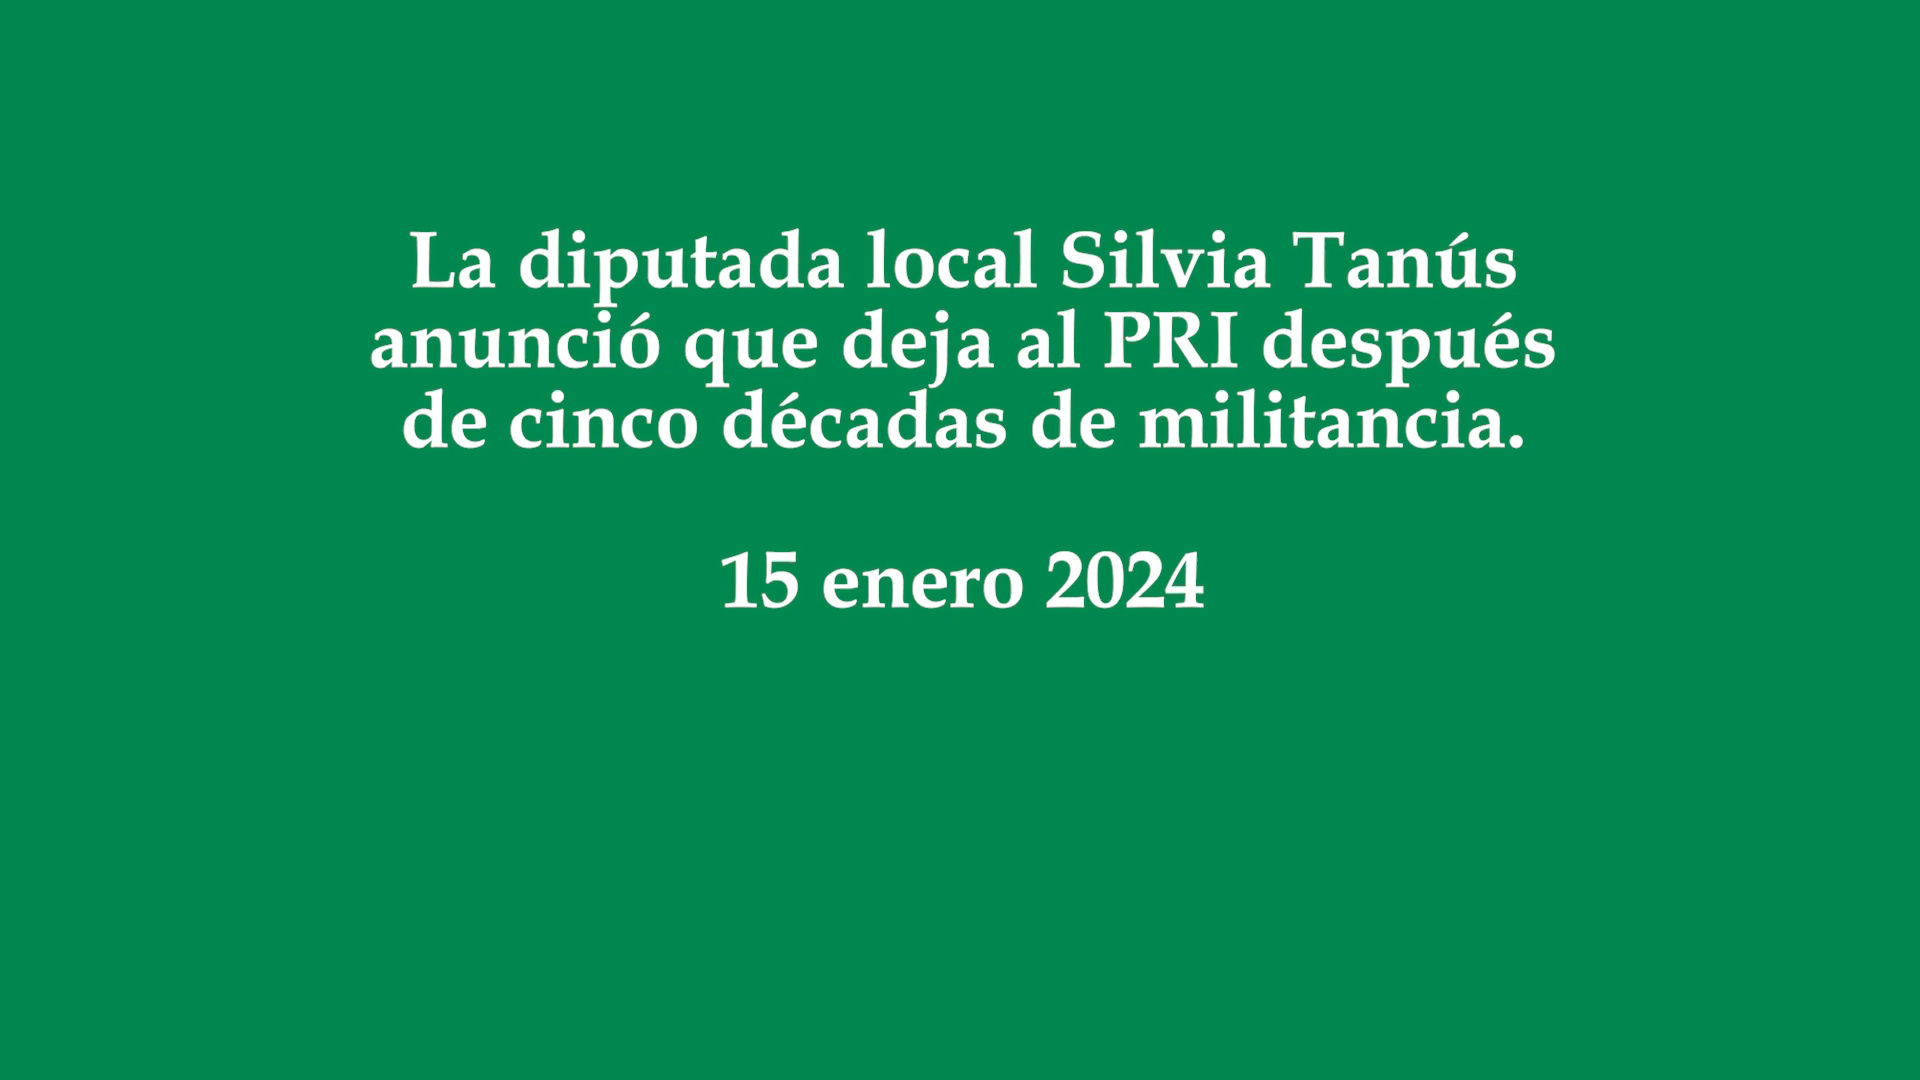 La diputada local Silvia Tanús
anunció que deja al PRI después
de cinco décadas de militancia.
15 enero 2024